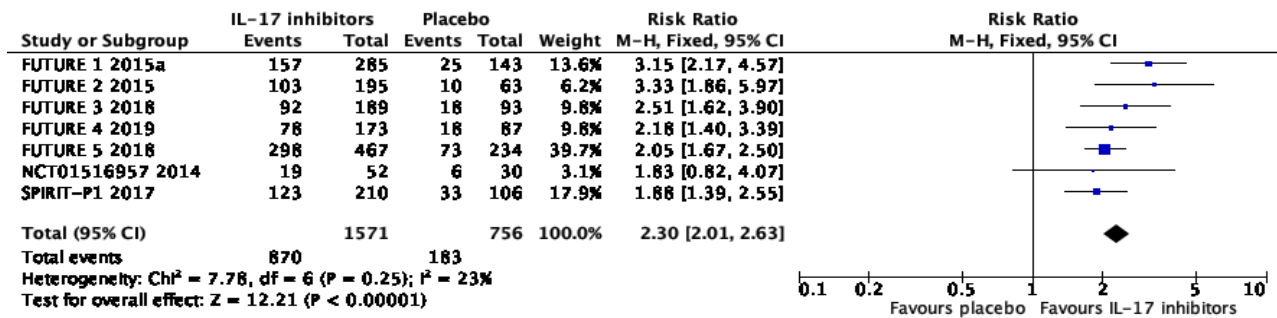 IL-17 inhibitors Placebo Risk Ratio Risk Ratio
Study or Subgroup Events Total Events Total Weight M-H, Fixed, 95% CI M-H, Fixed, 95% CI
FUTURE 1 2015a 157 285 25 143 13.6% 3.15 [2.17, 4.57]
FUTURE 2 2015 103 195 10 63 6.2% 3.33 [1.86, 5.97]
FUTURE 3 2018 92 189 18 93 9.8% 2.51 [1.62, 3.90]
FUTURE 4 2019 78 173 18 87 9.8% 2.18 [1.40, 3.39]
FUTURE 5 2018 298 467 73 234 39.7% 2.05 [1.67, 2.50]
NCT01516957 2014 19 52 6 30 3.1% 1.83 [0.82, 4.07]
SPIRIT-P1 2017 123 210 33 106 17.9% 1.88 [1.39, 2.55]
Total (95% CI) 1571 756 100.0% 2.30 [2.01, 2.63]
Total events 870 183
Heterogeneity: Chi² = 7.78, df = 6 (P = 0.25); I² = 23%
Test for overall effect: Z = 12.21 (P < 0.00001)
0.1 0.2 0.5 1 2 5 10
Favours placebo Favours IL-17 inhibitors